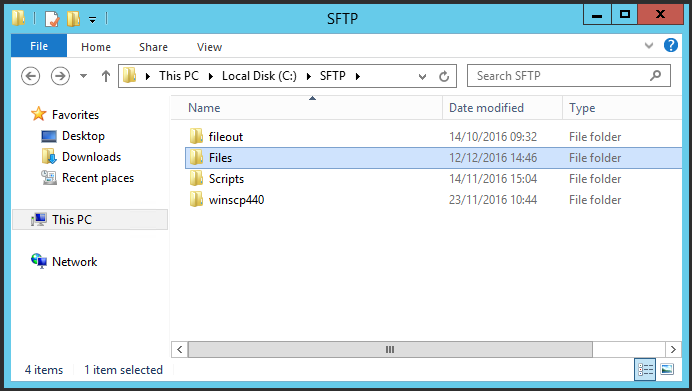 SFTP
File Home Share View
This PC Local Disk (C:) SFTP Search SFTP
Name Date modified Type
Favorites
Desktop
Downloads
Recent places
This PC
Network
fileout 14/10/2016 09:32 File folder
Files 12/12/2016 14:46 File folder
Scripts 14/11/2016 15:04 File folder
winscp440 23/11/2016 10:44 File folder
4 items 1 item selected